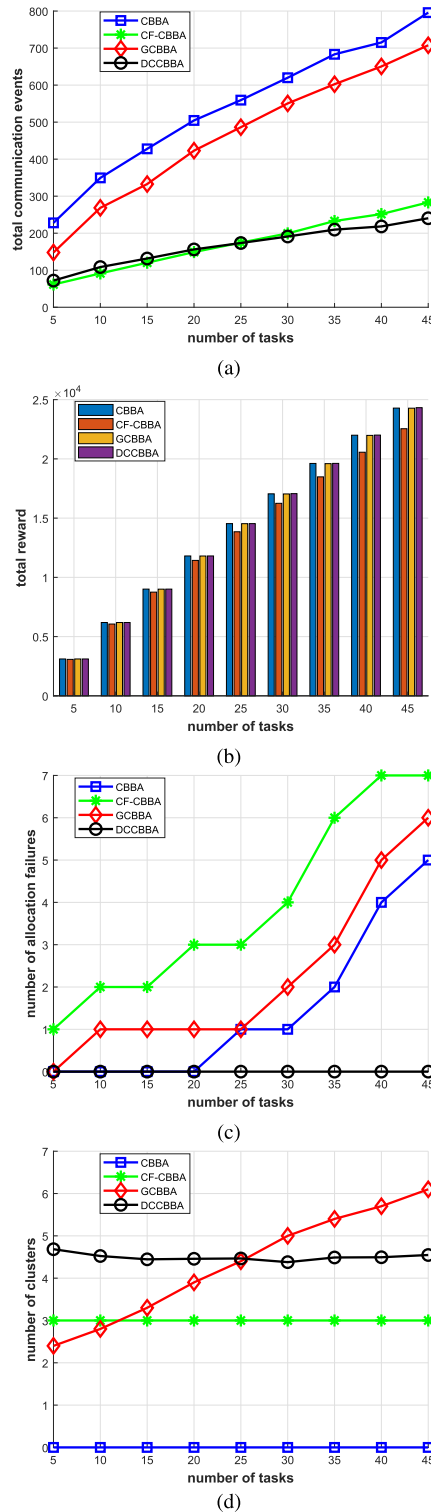 800
CBBA
CF-CBBA
GCBBA
DCCBBA
700
600
500
400
300
200
100
0
total communication events
5 10 15 20 25 30 35 40 45
number of tasks
(a)
×10⁴
2.5
CBBA
CF-CBBA
GCBBA
DCCBBA
2
1.5
1
0.5
0
total reward
5 10 15 20 25 30 35 40 45
number of tasks
(b)
7
CBBA
CF-CBBA
GCBBA
DCCBBA
6
5
4
3
2
1
0
number of allocation failures
5 10 15 20 25 30 35 40 45
number of tasks
(c)
7
CBBA
CF-CBBA
GCBBA
DCCBBA
6
5
4
3
2
1
0
number of clusters
5 10 15 20 25 30 35 40 45
number of tasks
(d)